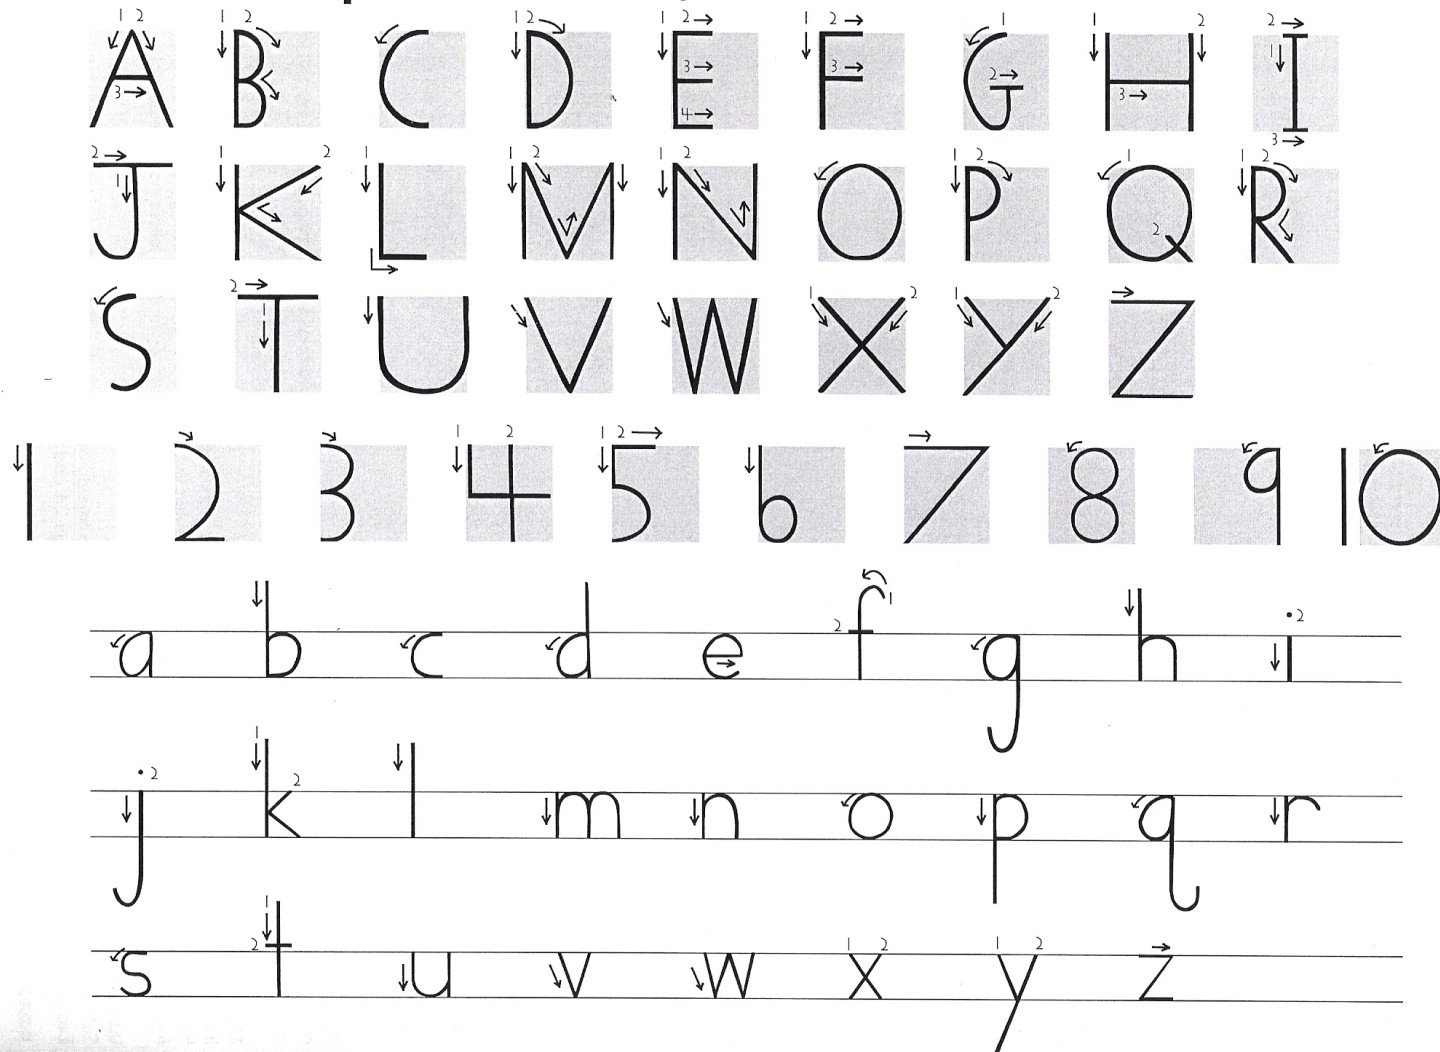 A B C D E F G H I
J K L M N O P Q R
S T U V W X Y Z
1 2 3 4 5 6 7 8 9 10
a b c d e f g h i
j k l m n o p q r
s t u v w x y z